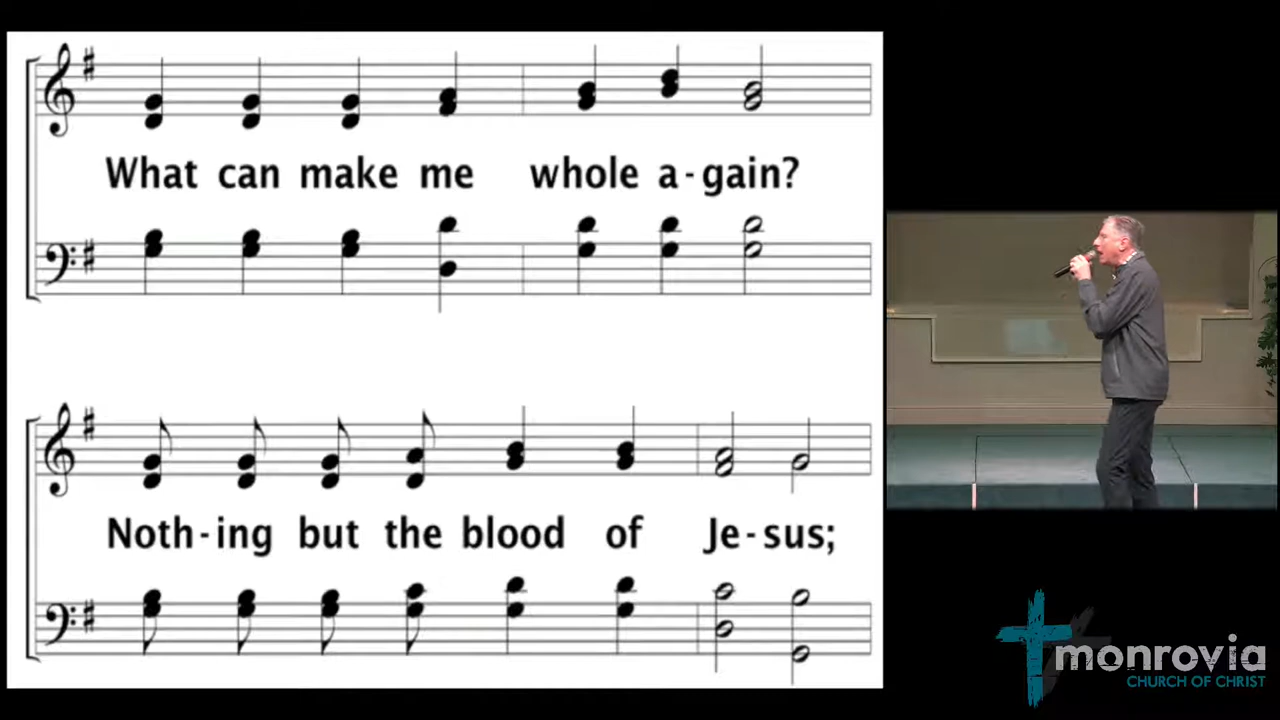 What can make me whole a-gain?
Noth-ing but the blood of Je-sus;
monrovia
CHURCH OF CHRIST